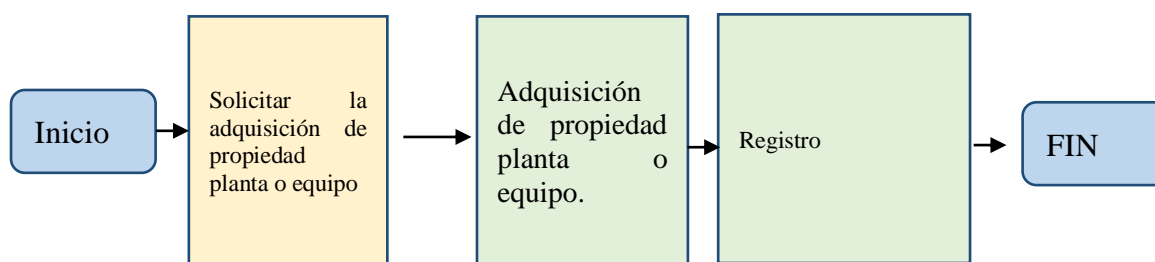 Inicio
Solicitar la
adquisición de
propiedad
planta o equipo
Adquisición
de propiedad
planta o
equipo.
Registro
FIN